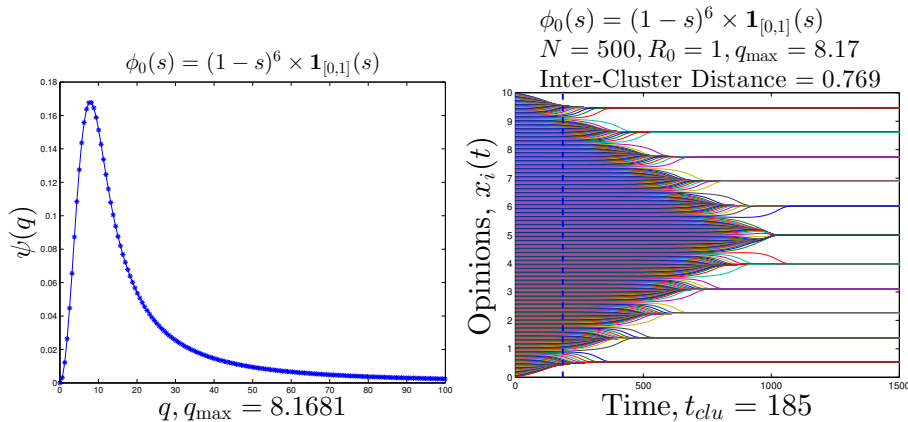 ϕ₀(s) = (1 − s)⁶ × 𝟏[0,1](s)
0.18
0.16
0.14
0.12
0.1
0.08
0.06
0.04
0.02
0
ψ(q)
0 10 20 30 40 50 60 70 80 90 100
q, qmax = 8.1681
ϕ₀(s) = (1 − s)⁶ × 𝟏[0,1](s)
N = 500, R₀ = 1, qmax = 8.17
Inter-Cluster Distance = 0.769
10
9
8
7
6
5
4
3
2
1
0
Opinions, xᵢ(t)
0 500 1000 1500
Time, tclu = 185